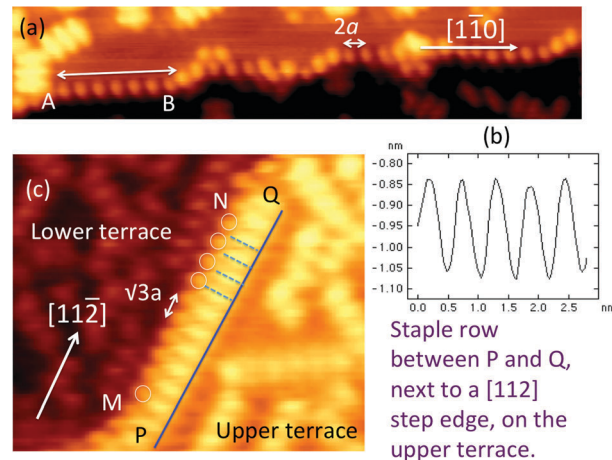 (a)
2a
[11̅0]
A
B
(b)
nm
-0.80
-0.85
-0.90
-0.95
-1.00
-1.05
-1.10
0.0 0.5 1.0 1.5 2.0 2.5 nm
(c)
N
Q
Lower terrace
√3a
[112̅]
M
P
Upper terrace
Staple row
between P and Q,
next to a [112]
step edge, on the
upper terrace.